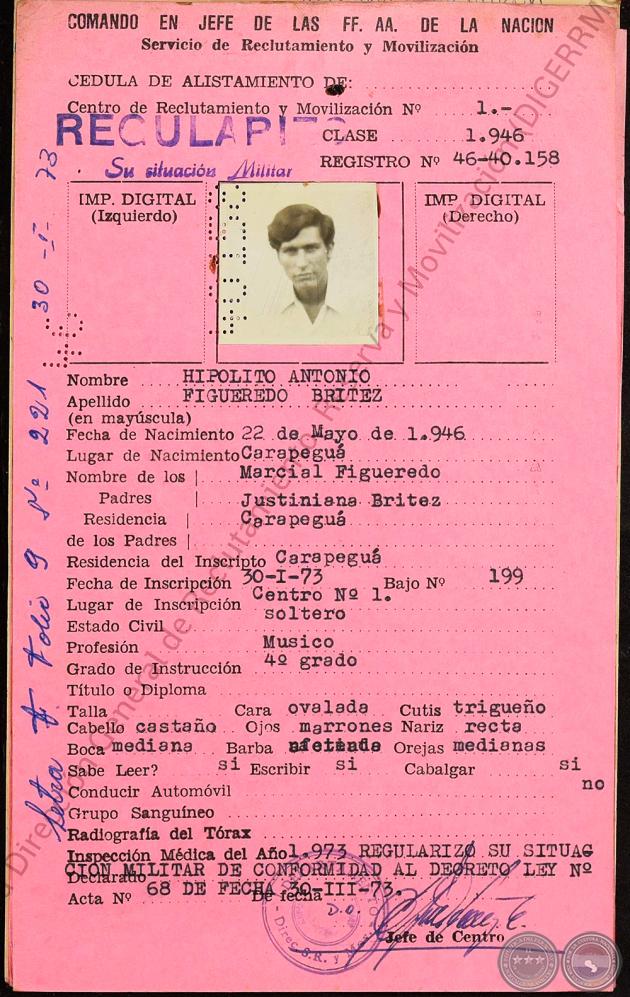 COMANDO EN JEFE DE LAS FF. AA. DE LA NACION
Servicio de Reclutamiento y Movilización
CEDULA DE ALISTAMIENTO DE:
Centro de Reclutamiento y Movilización Nº 1.-
REGULARIZO
CLASE 1.946
Su situación Militar
REGISTRO Nº 46-40.158
IMP. DIGITAL
(Izquierdo)
IMP. DIGITAL
(Derecho)
Nombre HIPOLITO ANTONIO
Apellido FIGUEREDO BRITEZ
(en mayúscula)
Fecha de Nacimiento 22 de Mayo de 1.946
Lugar de Nacimiento Carapeguá
Nombre de los Marcial Figueredo
Padres Justiniana Britez
Residencia Carapeguá
de los Padres
Residencia del Inscripto Carapeguá
Fecha de Inscripción 30-I-73 Bajo Nº 199
Lugar de Inscripción Centro Nº 1.
Estado Civil soltero
Profesión Musico
Grado de Instrucción 4º grado
Título o Diploma
Talla Cara ovalada Cutis trigueño
Cabello castaño Ojos marrones Nariz recta
Boca mediana Barba afeitada Orejas medianas
Sabe Leer? si Escribir si Cabalgar si
Conducir Automóvil no
Grupo Sanguíneo
Radiografía del Tórax
Inspección Médica del Año 1.973 REGULARIZO SU SITUAC
CION MILITAR DE CONFORMIDAD AL DECRETO LEY Nº
Declarado
Acta Nº 68 DE FECHA 30-III-73. De fecha
D.O.
Jefe de Centro
Letra F Folio 9 Nº 221 30-I-73
Dirección General de Reclutamiento, Reserva y Movilización (DIGERRM